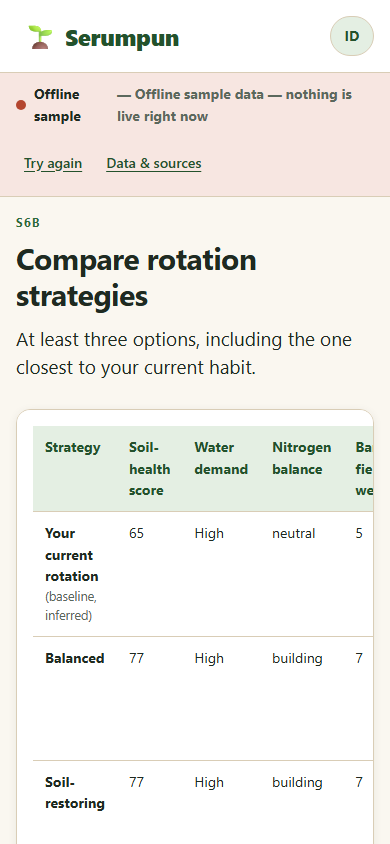 Serumpun
ID
Offline
sample
— Offline sample data — nothing is
live right now
Try again
Data & sources
S6B
Compare rotation
strategies
At least three options, including the one
closest to your current habit.
Strategy
Soil-
health
score
Water
demand
Nitrogen
balance
Your
current
rotation
(baseline,
inferred)
65
High
neutral
5
Balanced
77
High
building
7
Soil-
restoring
77
High
building
7